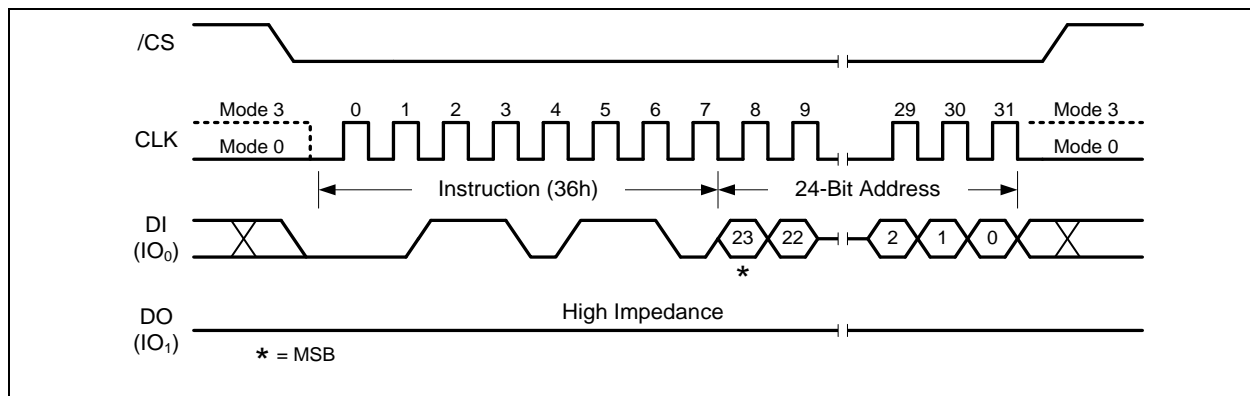 /CS
Mode 3 0 1 2 3 4 5 6 7 8 9 29 30 31 Mode 3
CLK
Mode 0 Mode 0
Instruction (36h) 24-Bit Address
DI
(IO₀)
23 22 2 1 0
*
High Impedance
DO
(IO₁)
* = MSB